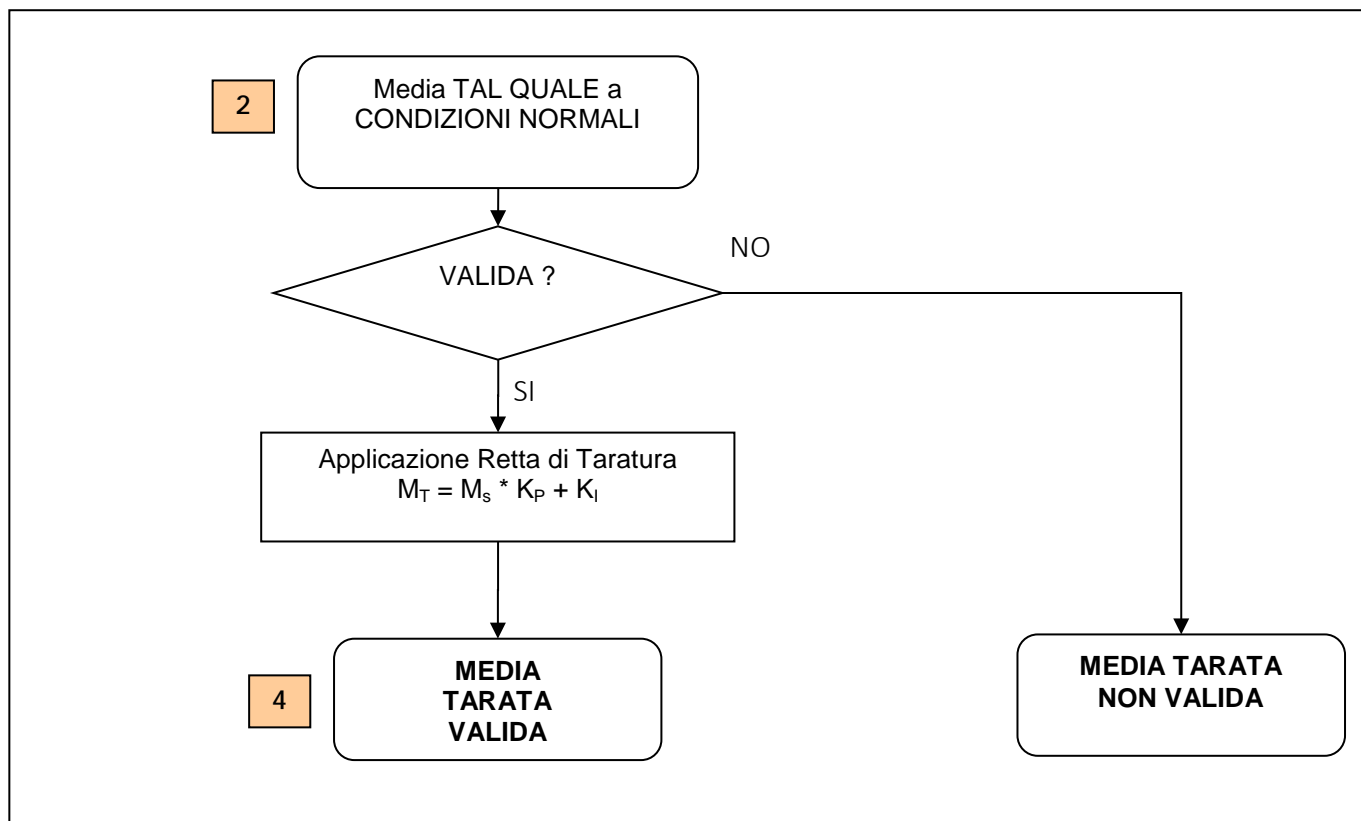 2
Media TAL QUALE a
CONDIZIONI NORMALI
VALIDA ?
NO
SI
Applicazione Retta di Taratura
M_T = M_s * K_P + K_I
4
MEDIA
TARATA
VALIDA
MEDIA TARATA
NON VALIDA